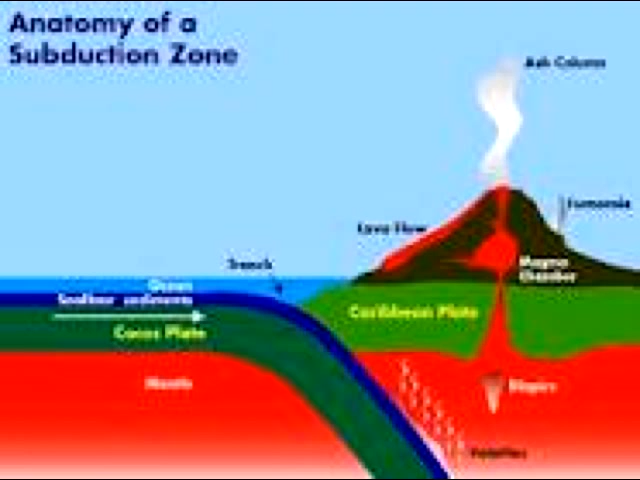 Anatomy of a
Subduction Zone
Ash Column
Fumarole
Lava Flow
Magma
Chamber
Trench
Ocean
Seafloor sediments
Caribbean Plate
Cocos Plate
Mantle
Diapirs
Volatiles